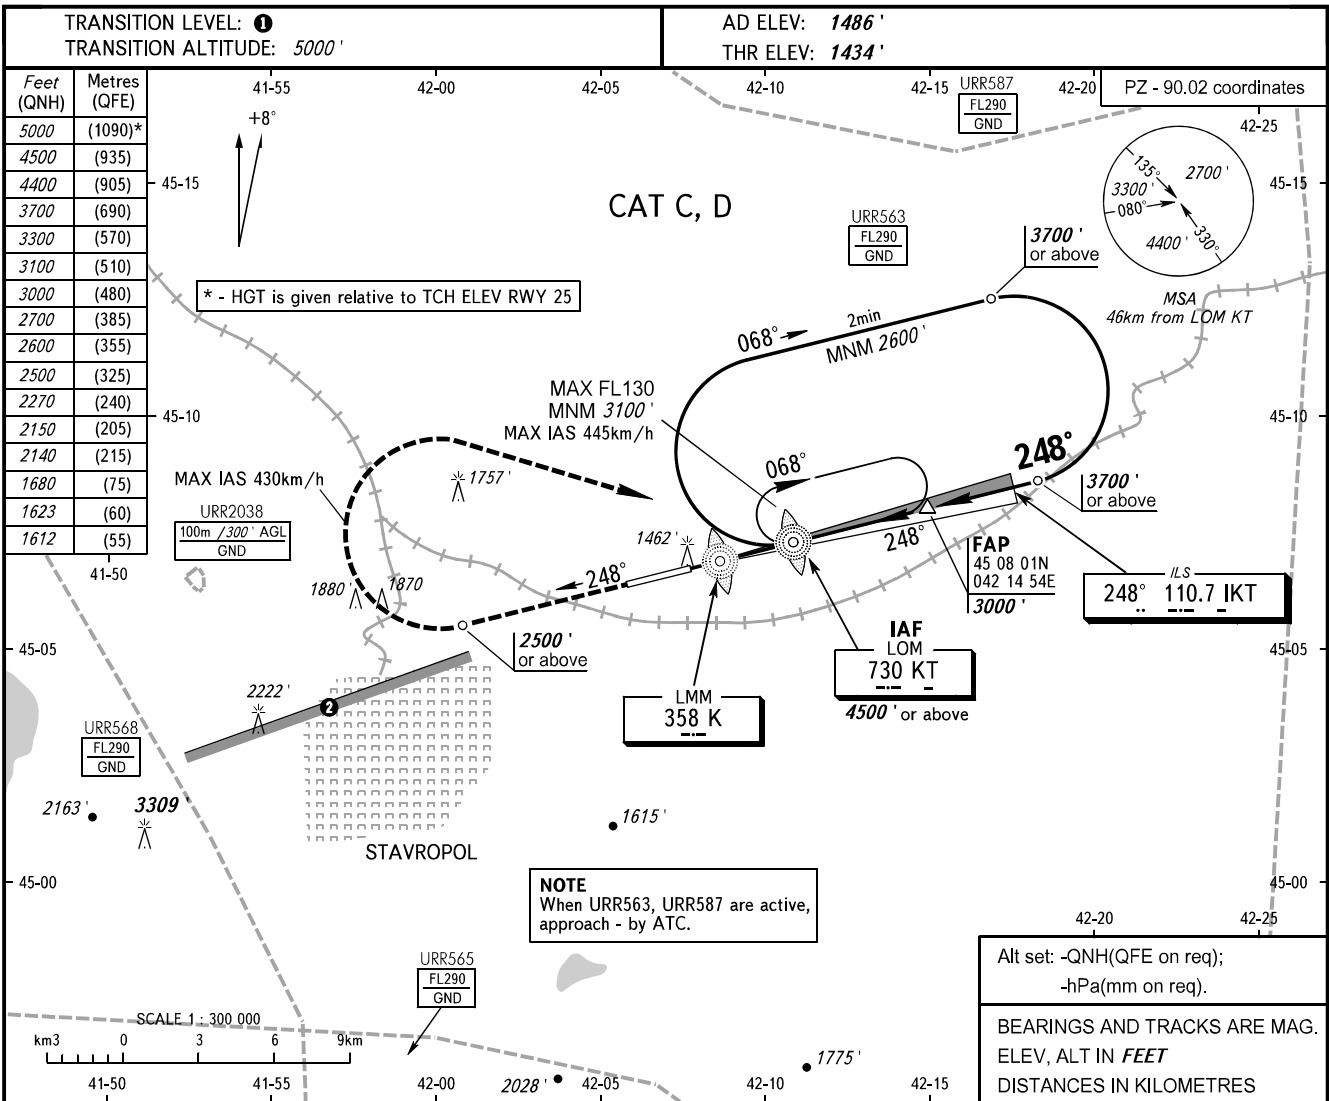 TRANSITION LEVEL: ❶
TRANSITION ALTITUDE: 5000 '
AD ELEV: 1486 '
THR ELEV: 1434 '
Feet (QNH) Metres (QFE)
5000 (1090)*
4500 (935)
4400 (905)
3700 (690)
3300 (570)
3100 (510)
3000 (480)
2700 (385)
2600 (355)
2500 (325)
2270 (240)
2150 (205)
2140 (215)
1680 (75)
1623 (60)
1612 (55)
41-55 42-00 42-05 42-10 42-15 42-20
PZ - 90.02 coordinates
42-25
+8°
URR587
FL290
GND
45-15
45-15
CAT C, D
135°
2700 '
3300 '
080°
4400 '
330°
MSA
46km from LOM KT
URR563
FL290
GND
3700 '
or above
* - HGT is given relative to TCH ELEV RWY 25
2min
068°
MNM 2600 '
MAX FL130
MNM 3100 '
MAX IAS 445km/h
45-10
45-10
248°
068°
MAX IAS 430km/h
1757 '
3700 '
or above
URR2038
100m /300 ' AGL
GND
1462 '
248°
FAP
45 08 01N
042 14 54E
3000 '
41-50
248°
1880 '
1870
ILS
248° 110.7 IKT
2500 '
or above
IAF
LOM
730 KT
4500 ' or above
45-05
45-05
LMM
358 K
2222 '
❷
URR568
FL290
GND
2163 '
3309 '
1615 '
STAVROPOL
45-00
45-00
NOTE
When URR563, URR587 are active,
approach - by ATC.
42-20 42-25
URR565
FL290
GND
Alt set: -QNH(QFE on req);
-hPa(mm on req).
SCALE 1 : 300 000
km3 0 3 6 9km
BEARINGS AND TRACKS ARE MAG.
ELEV, ALT IN FEET
DISTANCES IN KILOMETRES
1775 '
2028 '
41-50 41-55 42-00 42-05 42-10 42-15